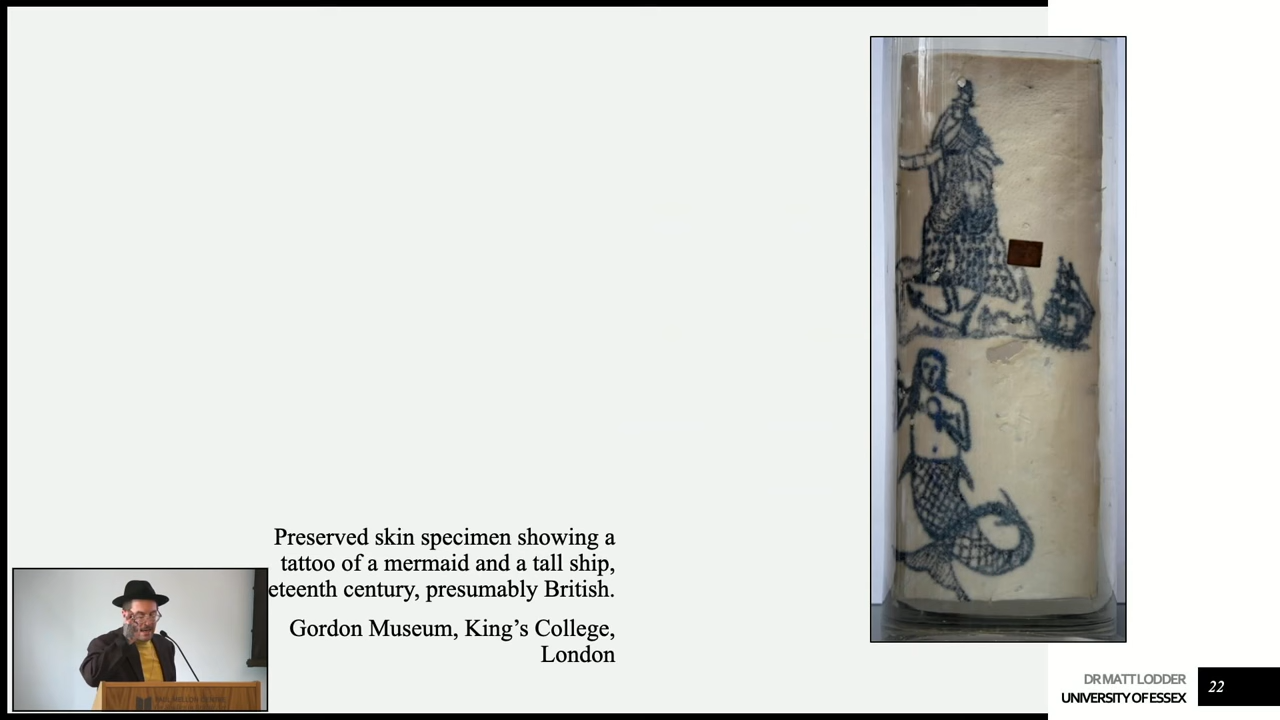 Preserved skin specimen showing a
tattoo of a mermaid and a tall ship,
eteenth century, presumably British.
Gordon Museum, King’s College,
London
DR MATT LODDER
UNIVERSITY OF ESSEX
22